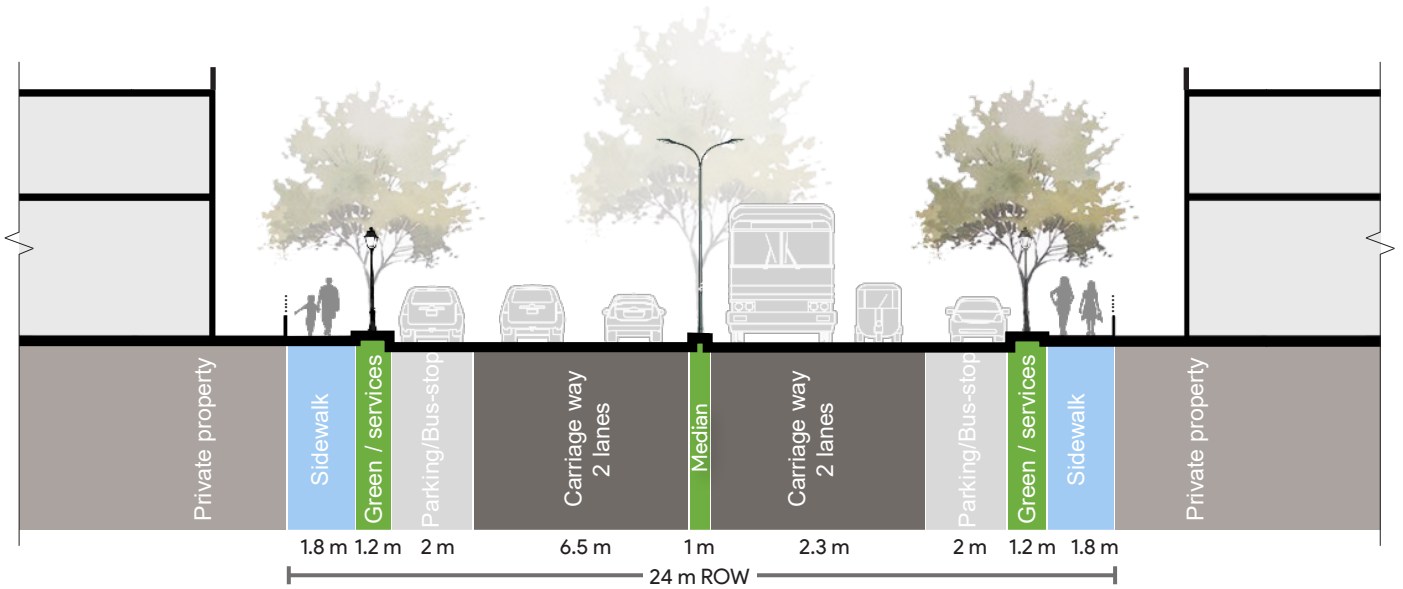 Private property
Sidewalk
Green / services
Parking/Bus-stop
Carriage way
2 lanes
Median
Carriage way
2 lanes
Parking/Bus-stop
Green / services
Sidewalk
Private property
1.8 m 1.2 m 2 m 6.5 m 1 m 2.3 m 2 m 1.2 m 1.8 m
24 m ROW